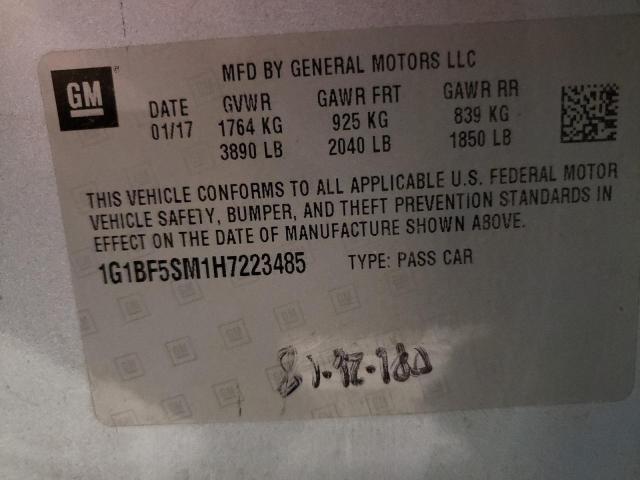 MFD BY GENERAL MOTORS LLC
GM
DATE GVWR GAWR FRT GAWR RR
01/17 1764 KG 925 KG 839 KG
3890 LB 2040 LB 1850 LB
THIS VEHICLE CONFORMS TO ALL APPLICABLE U.S. FEDERAL MOTOR
VEHICLE SAFETY, BUMPER, AND THEFT PREVENTION STANDARDS IN
EFFECT ON THE DATE OF MANUFACTURE SHOWN ABOVE.
1G1BF5SM1H7223485 TYPE: PASS CAR